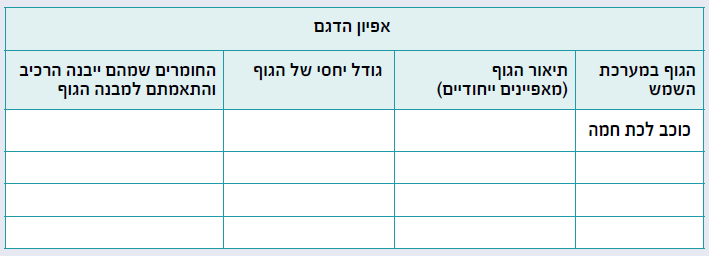 אפיון הדגם
הגוף במערכת
השמש
תיאור הגוף
(מאפיינים ייחודיים)
גודל יחסי של הגוף
החומרים שמהם ייבנה הרכיב
והתאמתם למבנה הגוף
כוכב לכת חמה